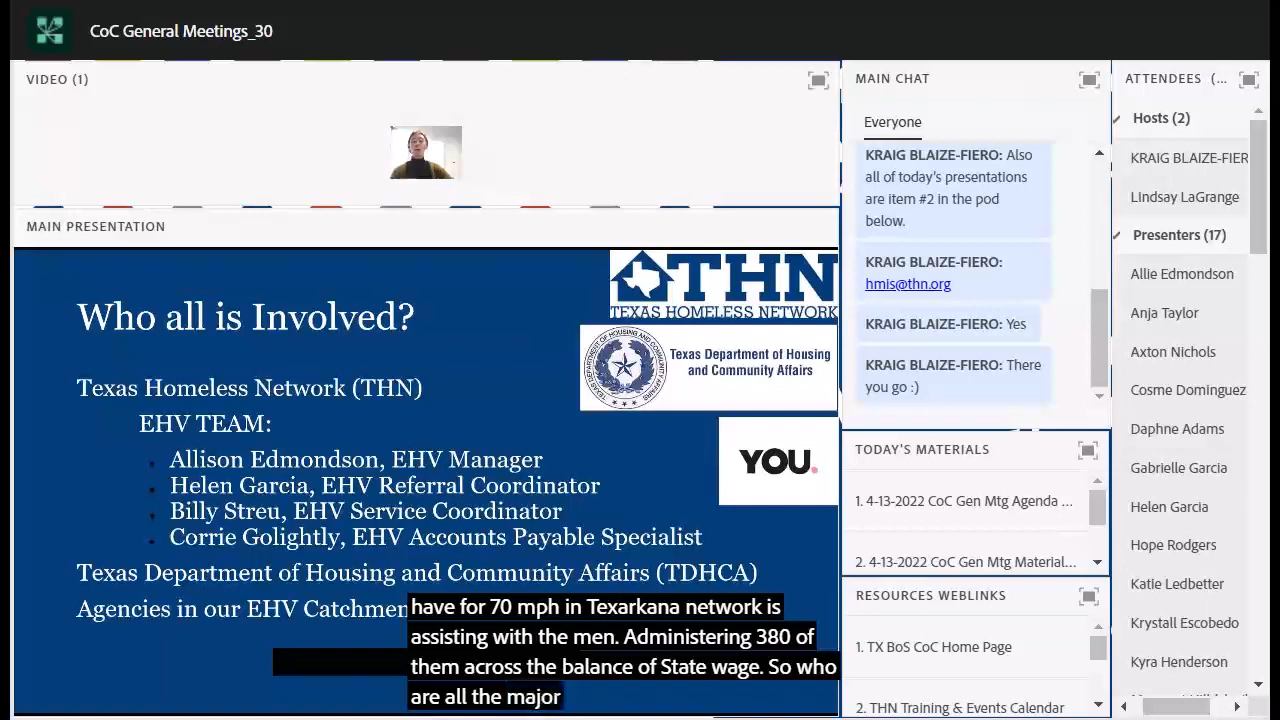 CoC General Meetings_30
VIDEO (1)
MAIN PRESENTATION
Who all is Involved?
THN
TEXAS HOMELESS NETWORK
Texas Department of Housing
and Community Affairs
YOU.
Texas Homeless Network (THN)
EHV TEAM:
Allison Edmondson, EHV Manager
Helen Garcia, EHV Referral Coordinator
Billy Streu, EHV Service Coordinator
Corrie Golightly, EHV Accounts Payable Specialist
Texas Department of Housing and Community Affairs (TDHCA)
Agencies in our EHV Catchmen
have for 70 mph in Texarkana network is
assisting with the men. Administering 380 of
them across the balance of State wage. So who
are all the major
MAIN CHAT
Everyone
KRAIG BLAIZE-FIERO: Also
all of today's presentations
are item #2 in the pod
below.
KRAIG BLAIZE-FIERO:
hmis@thn.org
KRAIG BLAIZE-FIERO: Yes
KRAIG BLAIZE-FIERO: There
you go :)
TODAY'S MATERIALS
1. 4-13-2022 CoC Gen Mtg Agenda ...
2. 4-13-2022 CoC Gen Mtg Material...
RESOURCES WEBLINKS
1. TX BoS CoC Home Page
2. THN Training & Events Calendar
ATTENDEES (...
Hosts (2)
KRAIG BLAIZE-FIER
Lindsay LaGrange
Presenters (17)
Allie Edmondson
Anja Taylor
Axton Nichols
Cosme Dominguez
Daphne Adams
Gabrielle Garcia
Helen Garcia
Hope Rodgers
Katie Ledbetter
Krystall Escobedo
Kyra Henderson